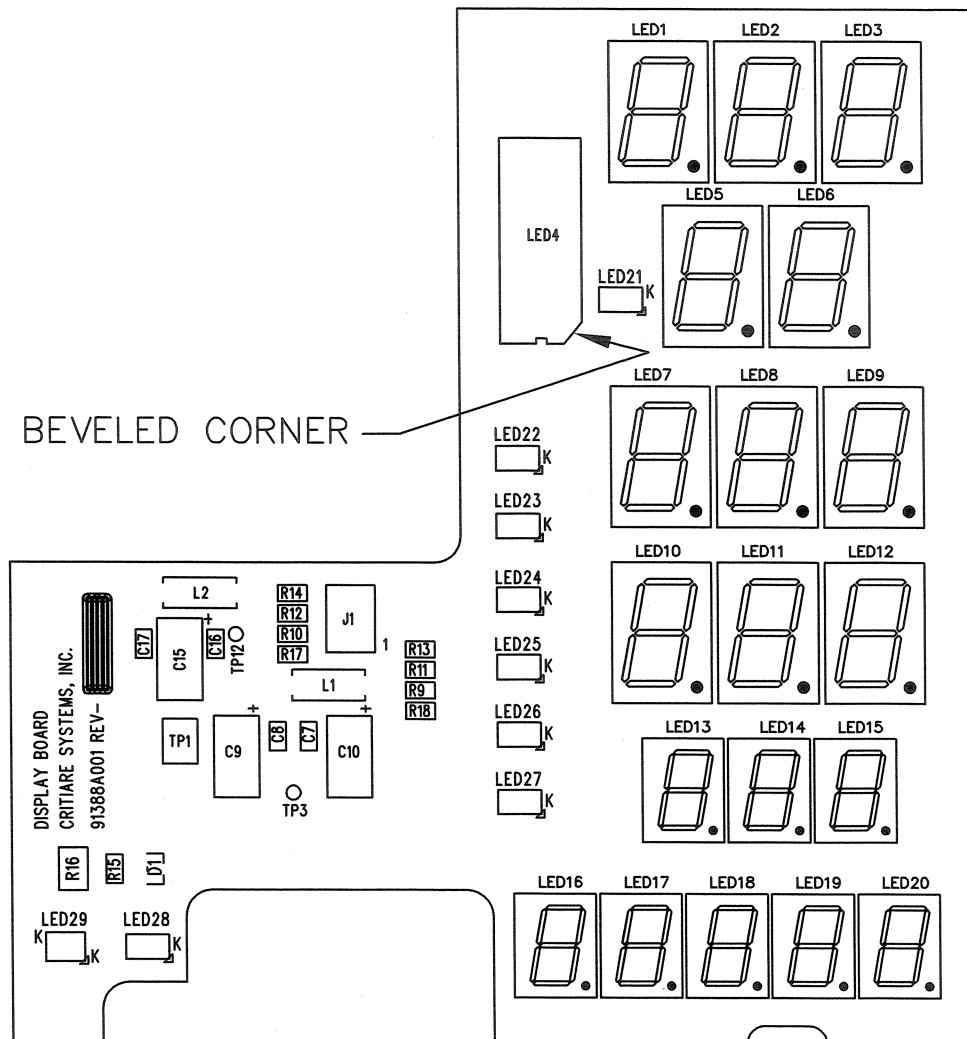 LED1 LED2 LED3
LED4
LED5 LED6
LED21 K
BEVELED CORNER
LED7 LED8 LED9
LED22 K
LED23 K
LED10 LED11 LED12
LED24 K
LED25 K
LED26 K
LED27 K
LED13 LED14 LED15
LED16 LED17 LED18 LED19 LED20
L2
C17 + C15 C16 TP12
R14
R12
R10
R17
J1 1
R13
R11
R9
R18
L1
TP1 + C9 C8 C7 + C10
TP3
DISPLAY BOARD
CRITIARE SYSTEMS, INC.
91388A001 REV-
R16 R15 LD1
LED29 K K
LED28 K